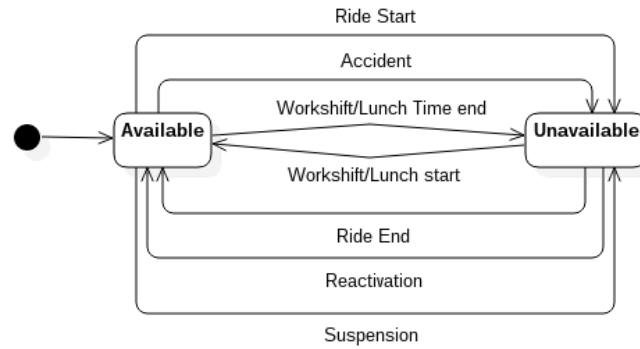 Ride Start
Accident
Workshift/Lunch Time end
Available
Unavailable
Workshift/Lunch start
Ride End
Reactivation
Suspension